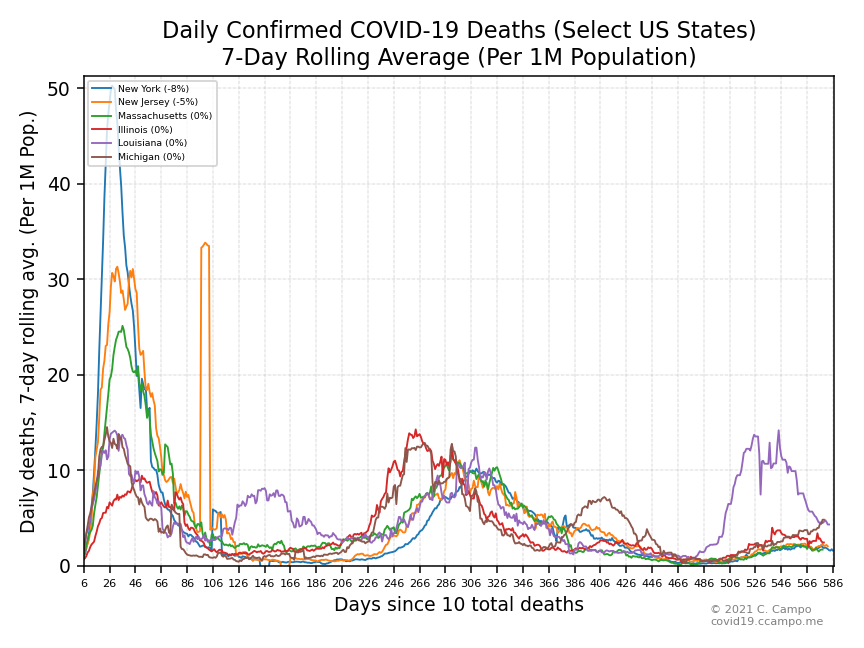 Daily Confirmed COVID-19 Deaths (Select US States)
7-Day Rolling Average (Per 1M Population)
Daily deaths, 7-day rolling avg. (Per 1M Pop.)
50
40
30
20
10
0
New York (-8%)
New Jersey (-5%)
Massachusetts (0%)
Illinois (0%)
Louisiana (0%)
Michigan (0%)
6 26 46 66 86 106 126 146 166 186 206 226 246 266 286 306 326 346 366 386 406 426 446 466 486 506 526 546 566 586
Days since 10 total deaths
© 2021 C. Campo
covid19.ccampo.me